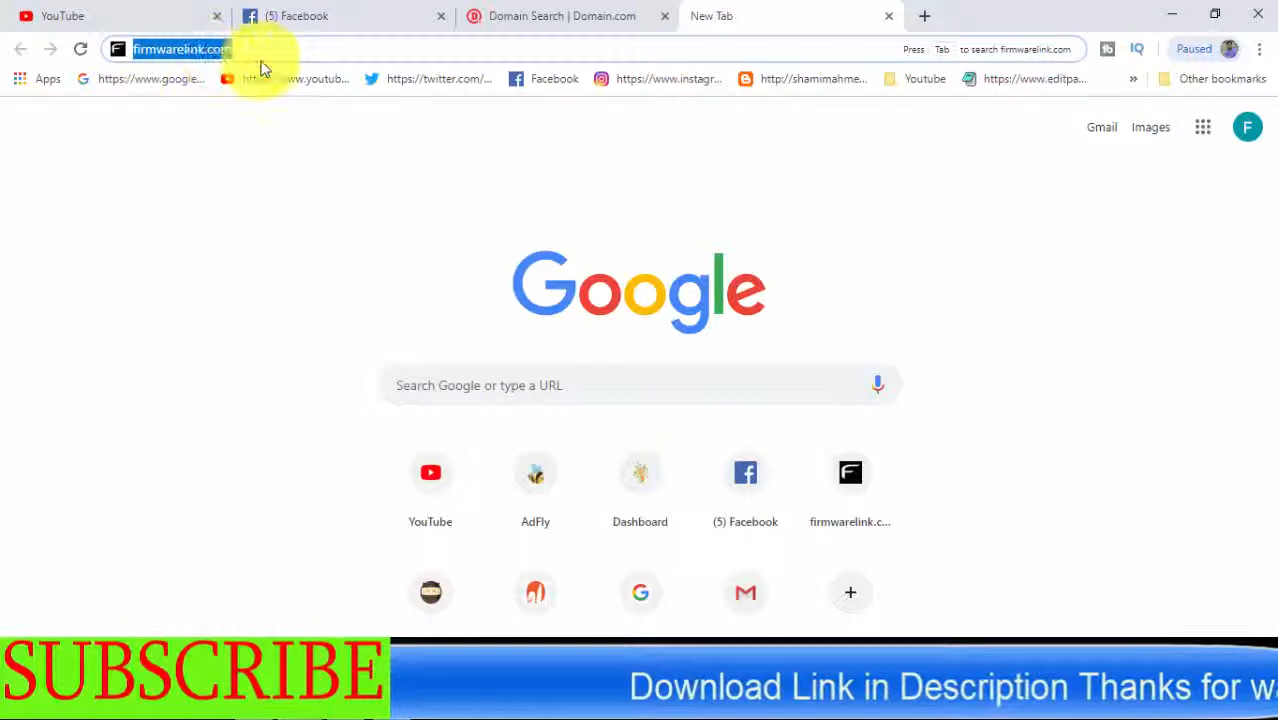 YouTube
(5) Facebook
Domain Search | Domain.com
New Tab
firmwarelink.com
Tab to search firmwarelink.com
Paused
Apps
https://www.google...
www.youtub...
https://twitter.com/...
Facebook
https://www.instagr...
http://shamimahme...
Youtube
https://www.editpa...
»
Other bookmarks
Gmail
Images
F
Google
Search Google or type a URL
YouTube
AdFly
Dashboard
(5) Facebook
firmwarelink.c...
SUBSCRIBE
Download Link in Description Thanks for wa